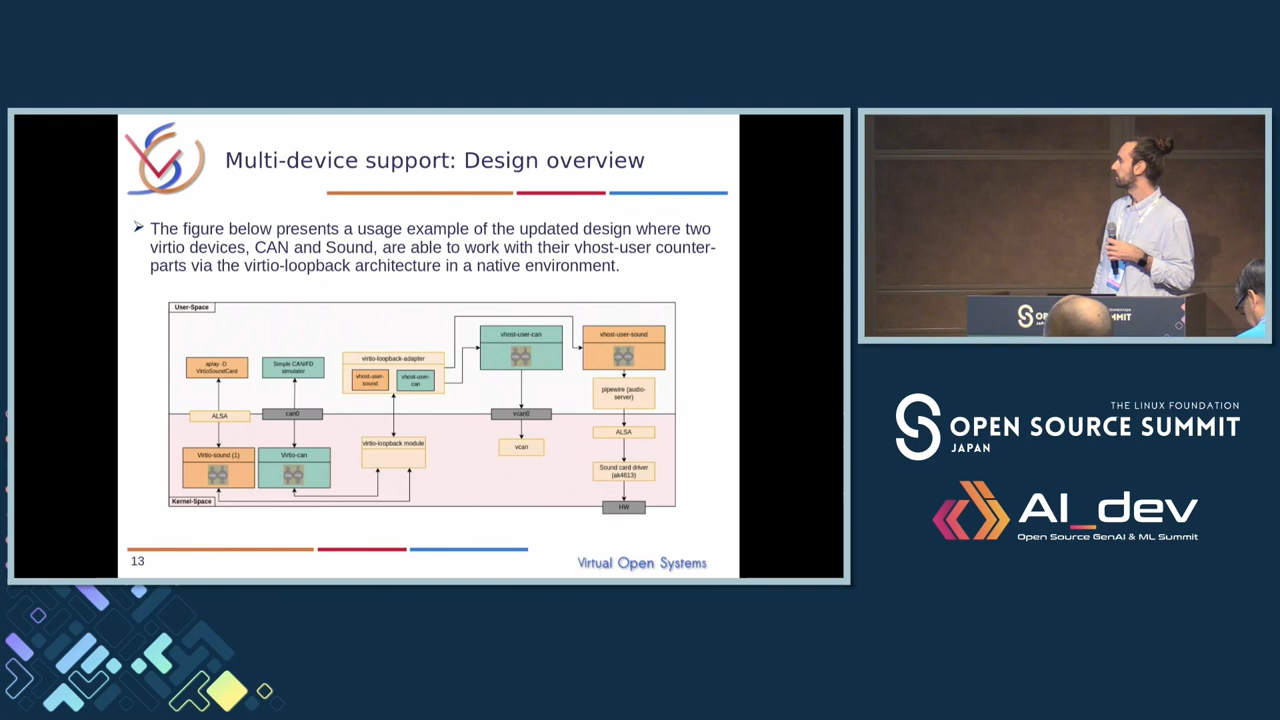 Multi-device support: Design overview
The figure below presents a usage example of the updated design where two
virtio devices, CAN and Sound, are able to work with their vhost-user counter-
parts via the virtio-loopback architecture in a native environment.
User-Space
aplay -D
VirtioSoundCard
Simple CAN/FD
simulator
virtio-loopback-adapter
vhost-user-
sound
vhost-user-
can
vhost-user-can
vhost-user-sound
pipewire (audio-
server)
ALSA
can0
vcan0
Virtio-sound (1)
Virtio-can
virtio-loopback module
vcan
ALSA
Sound card driver
(ak4613)
Kernel-Space
HW
13
Virtual Open Systems
THE LINUX FOUNDATION
OPEN SOURCE SUMMIT
JAPAN
AI_dev
Open Source GenAI & ML Summit